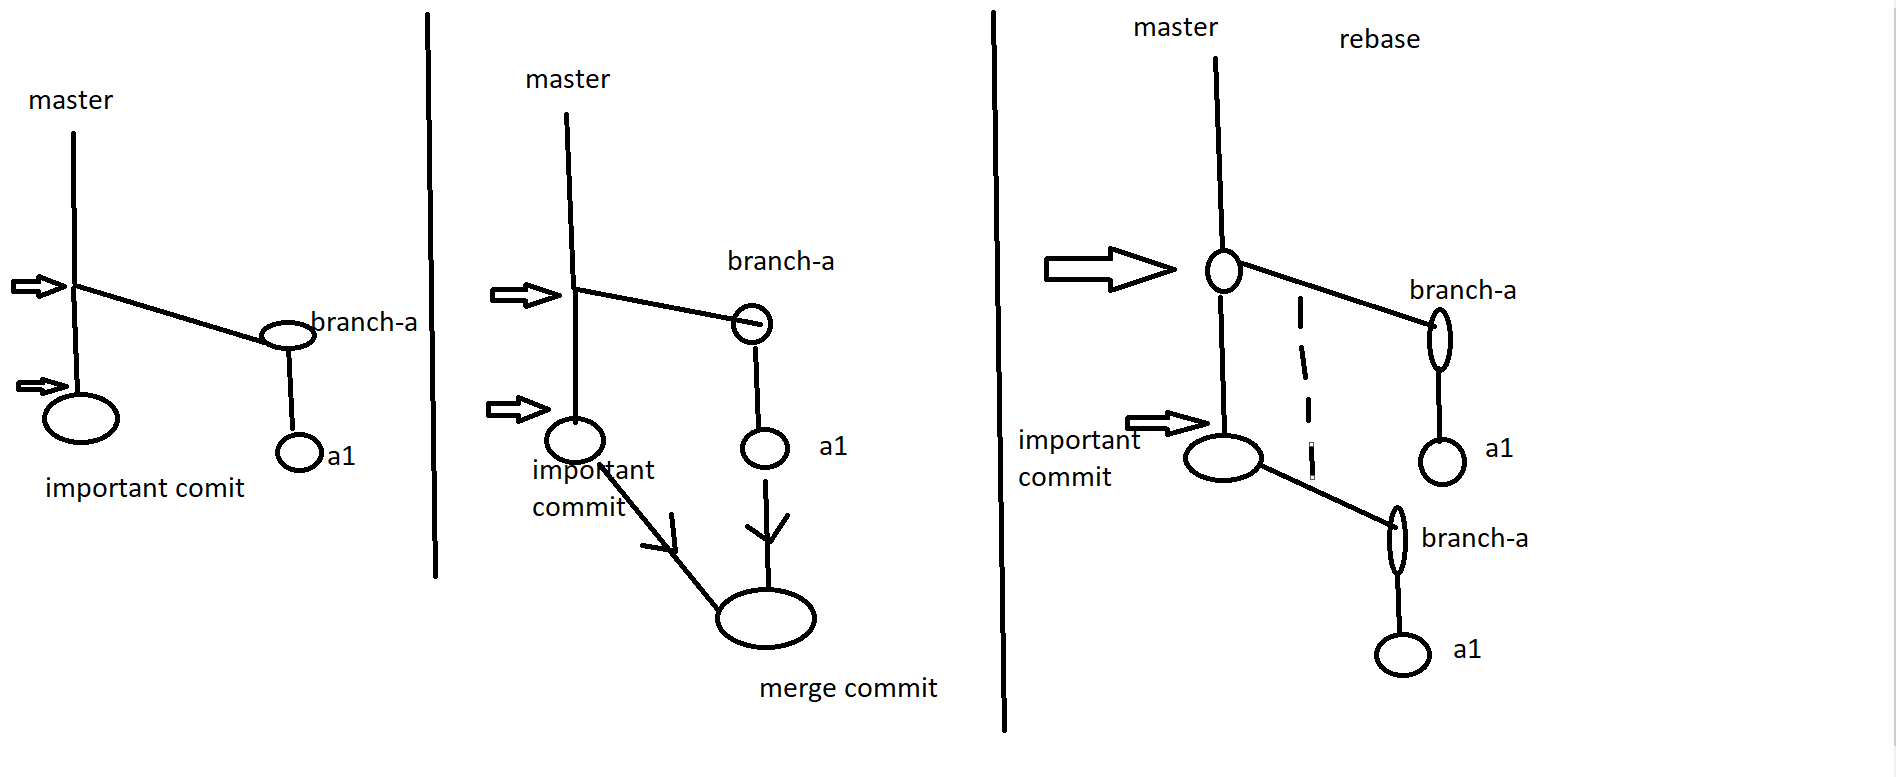 master
branch-a
a1
important comit
master
branch-a
a1
important
commit
merge commit
master
rebase
branch-a
a1
important
commit
branch-a
a1